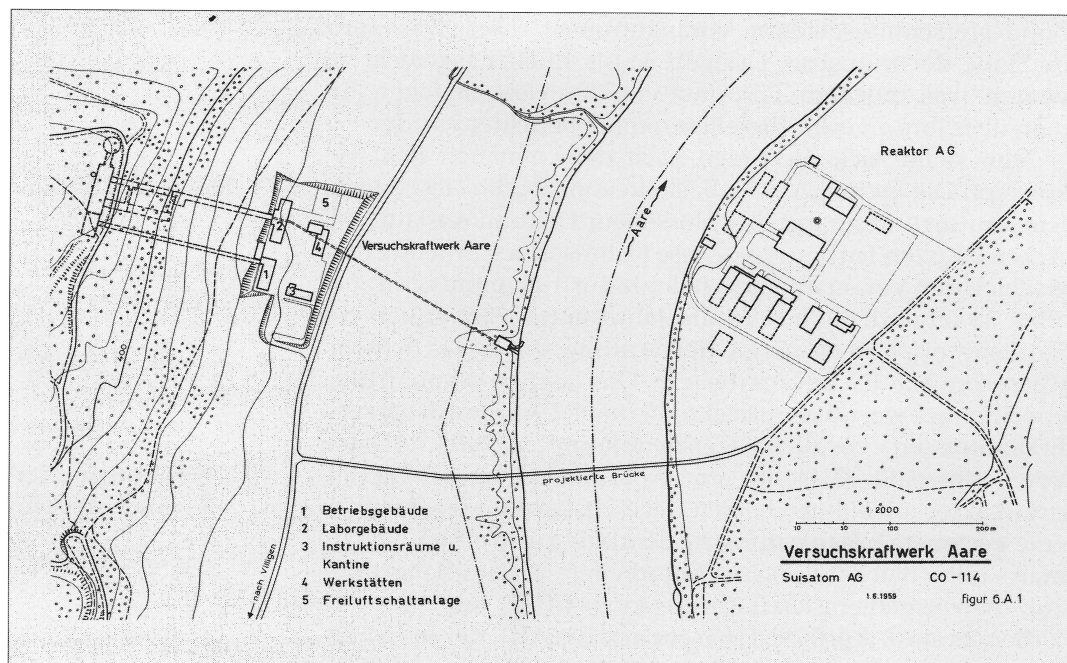 Reaktor AG
Aare
Versuchskraftwerk Aare
5
2
4
1
3
400
projektierte Brücke
nach Villigen
1 Betriebsgebäude
2 Laborgebäude
3 Instruktionsräume u.
Kantine
4 Werkstätten
5 Freiluftschaltanlage
1:2000
10 50 100 200 m
Versuchskraftwerk Aare
Suisatom AG CO-114
1.6.1959 Figur 6.A.1